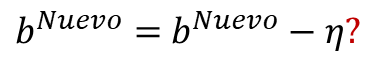 b^Nuevo = b^Nuevo − η?